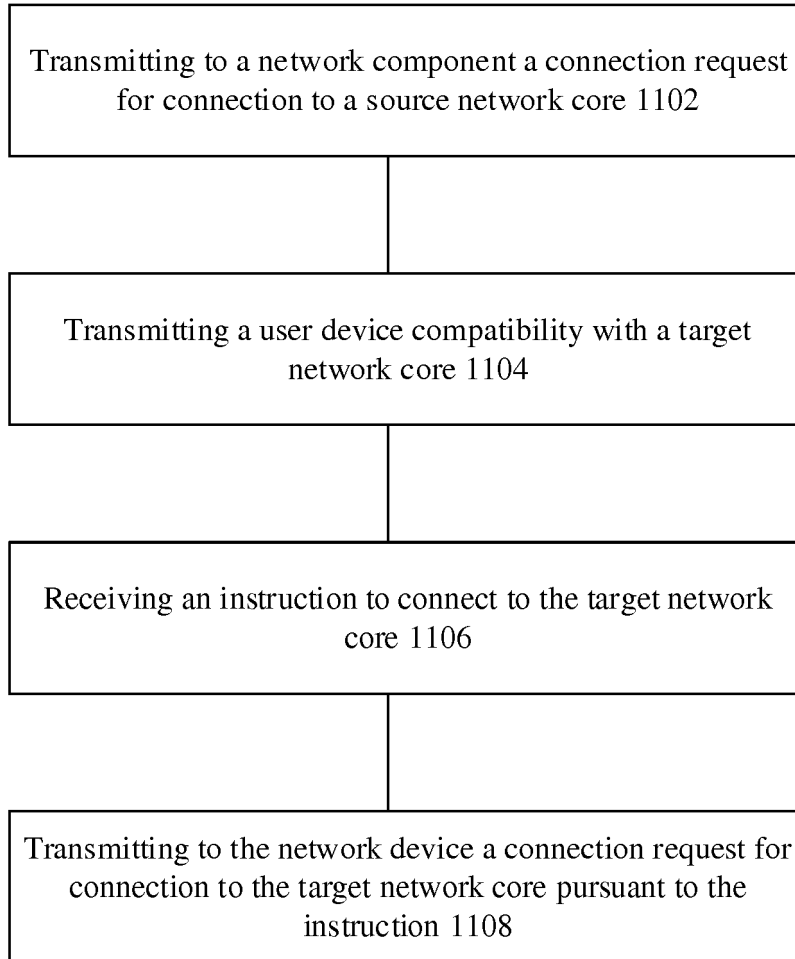 Transmitting to a network component a connection request
for connection to a source network core 1102
Transmitting a user device compatibility with a target
network core 1104
Receiving an instruction to connect to the target network
core 1106
Transmitting to the network device a connection request for
connection to the target network core pursuant to the
instruction 1108